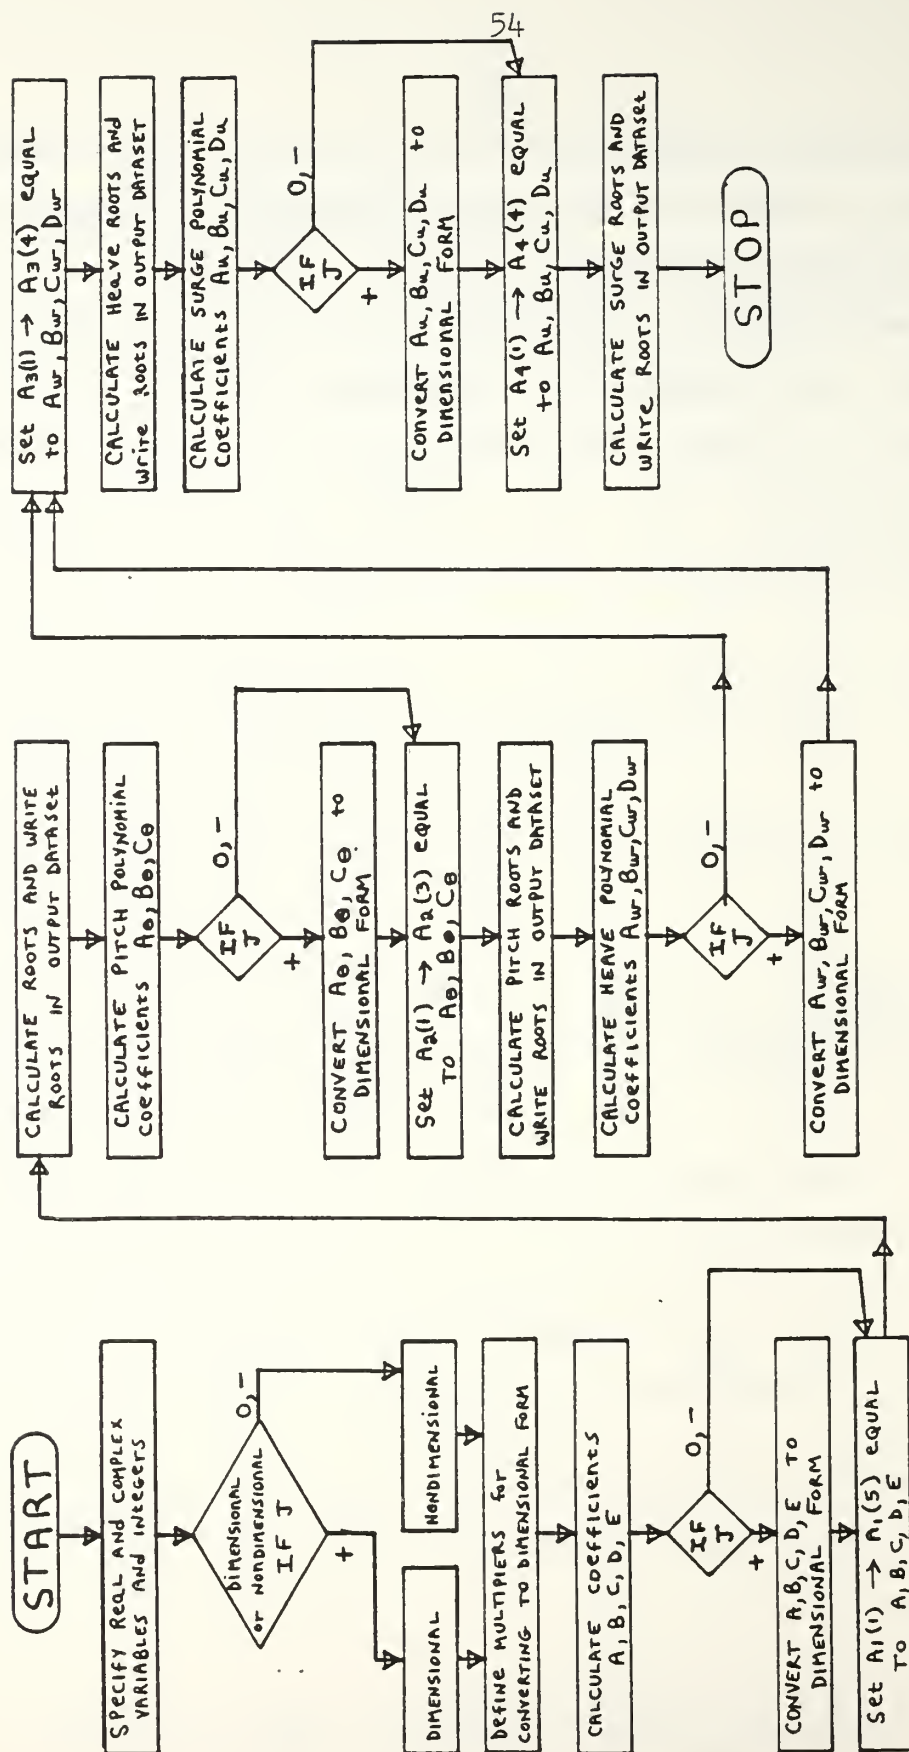 54
START
SPECIFY REAL AND COMPLEX
VARIABLES AND INTEGERS
DIMENSIONAL
or NONDIMENSIONAL
IF J
0,-
+
DIMENSIONAL
NONDIMENSIONAL
DEFINE MULTIPLIERS for
CONVERTING TO DIMENSIONAL FORM
CALCULATE COEFFICIENTS
A, B, C, D, E
IF
J
0,-
+
CONVERT A, B, C, D, E TO
DIMENSIONAL FORM
Set A₁(1) → A₁(5) equal
TO A, B, C, D, E
CALCULATE ROOTS AND WRITE
ROOTS IN OUTPUT DATASET
CALCULATE PITCH POLYNOMIAL
Coefficients Aθ, Bθ, Cθ
IF
J
0,-
+
CONVERT Aθ, Bθ, Cθ to
DIMENSIONAL FORM
Set A₂(1) → A₂(3) EQUAL
TO Aθ, Bθ, Cθ
CALCULATE PITCH ROOTS AND
WRITE ROOTS IN OUTPUT DATASET
CALCULATE HEAVE POLYNOMIAL
Coefficients Aw, Bw, Cw, Dw
IF
J
0,-
+
CONVERT Aw, Bw, Cw, Dw to
DIMENSIONAL FORM
Set A₃(1) → A₃(4) EQUAL
to Aw, Bw, Cw, Dw
CALCULATE HEAVE ROOTS AND
WRITE ROOTS IN OUTPUT DATASET
CALCULATE SURGE POLYNOMIAL
Coefficients Au, Bu, Cu, Du
IF
J
0,-
+
CONVERT Au, Bu, Cu, Du to
DIMENSIONAL FORM
Set A₄(1) → A₄(4) EQUAL
to Au, Bu, Cu, Du
CALCULATE SURGE ROOTS AND
WRITE ROOTS IN OUTPUT DATASET
STOP